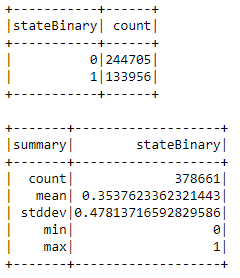 +-----------+------+
|stateBinary| count|
+-----------+------+
|          0|244705|
|          1|133956|
+-----------+------+
+-------+-------------------+
|summary|        stateBinary|
+-------+-------------------+
|  count|             378661|
|   mean| 0.3537623362321443|
| stddev|0.47813716592829586|
|    min|                  0|
|    max|                  1|
+-------+-------------------+